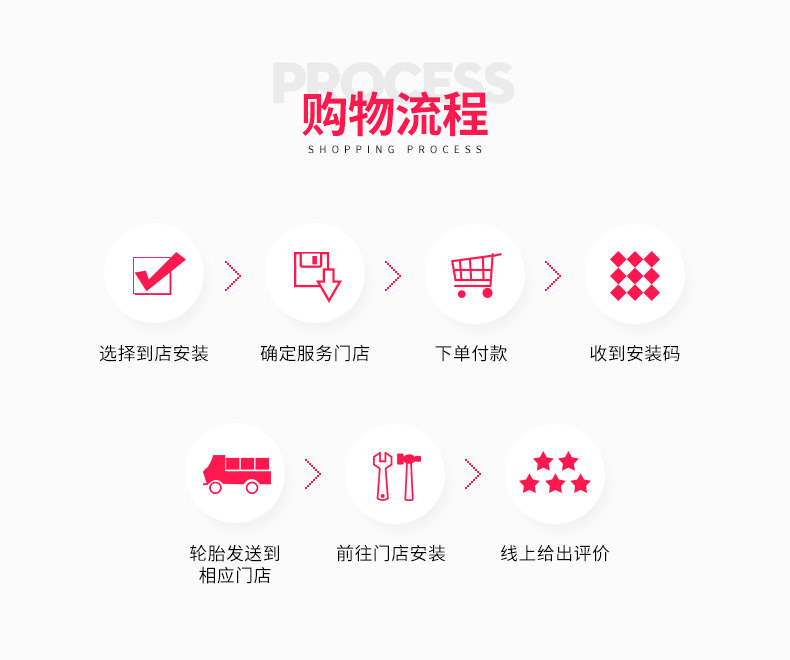 PROCESS
购物流程
SHOPPING PROCESS
选择到店安装
确定服务门店
下单付款
收到安装码
轮胎发送到
相应门店
前往门店安装
线上给出评价